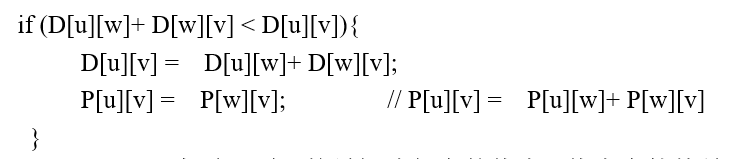 if (D[u][w]+ D[w][v] < D[u][v]){
D[u][v] = D[u][w]+ D[w][v];
P[u][v] = P[w][v]; // P[u][v] = P[u][w]+ P[w][v]
}